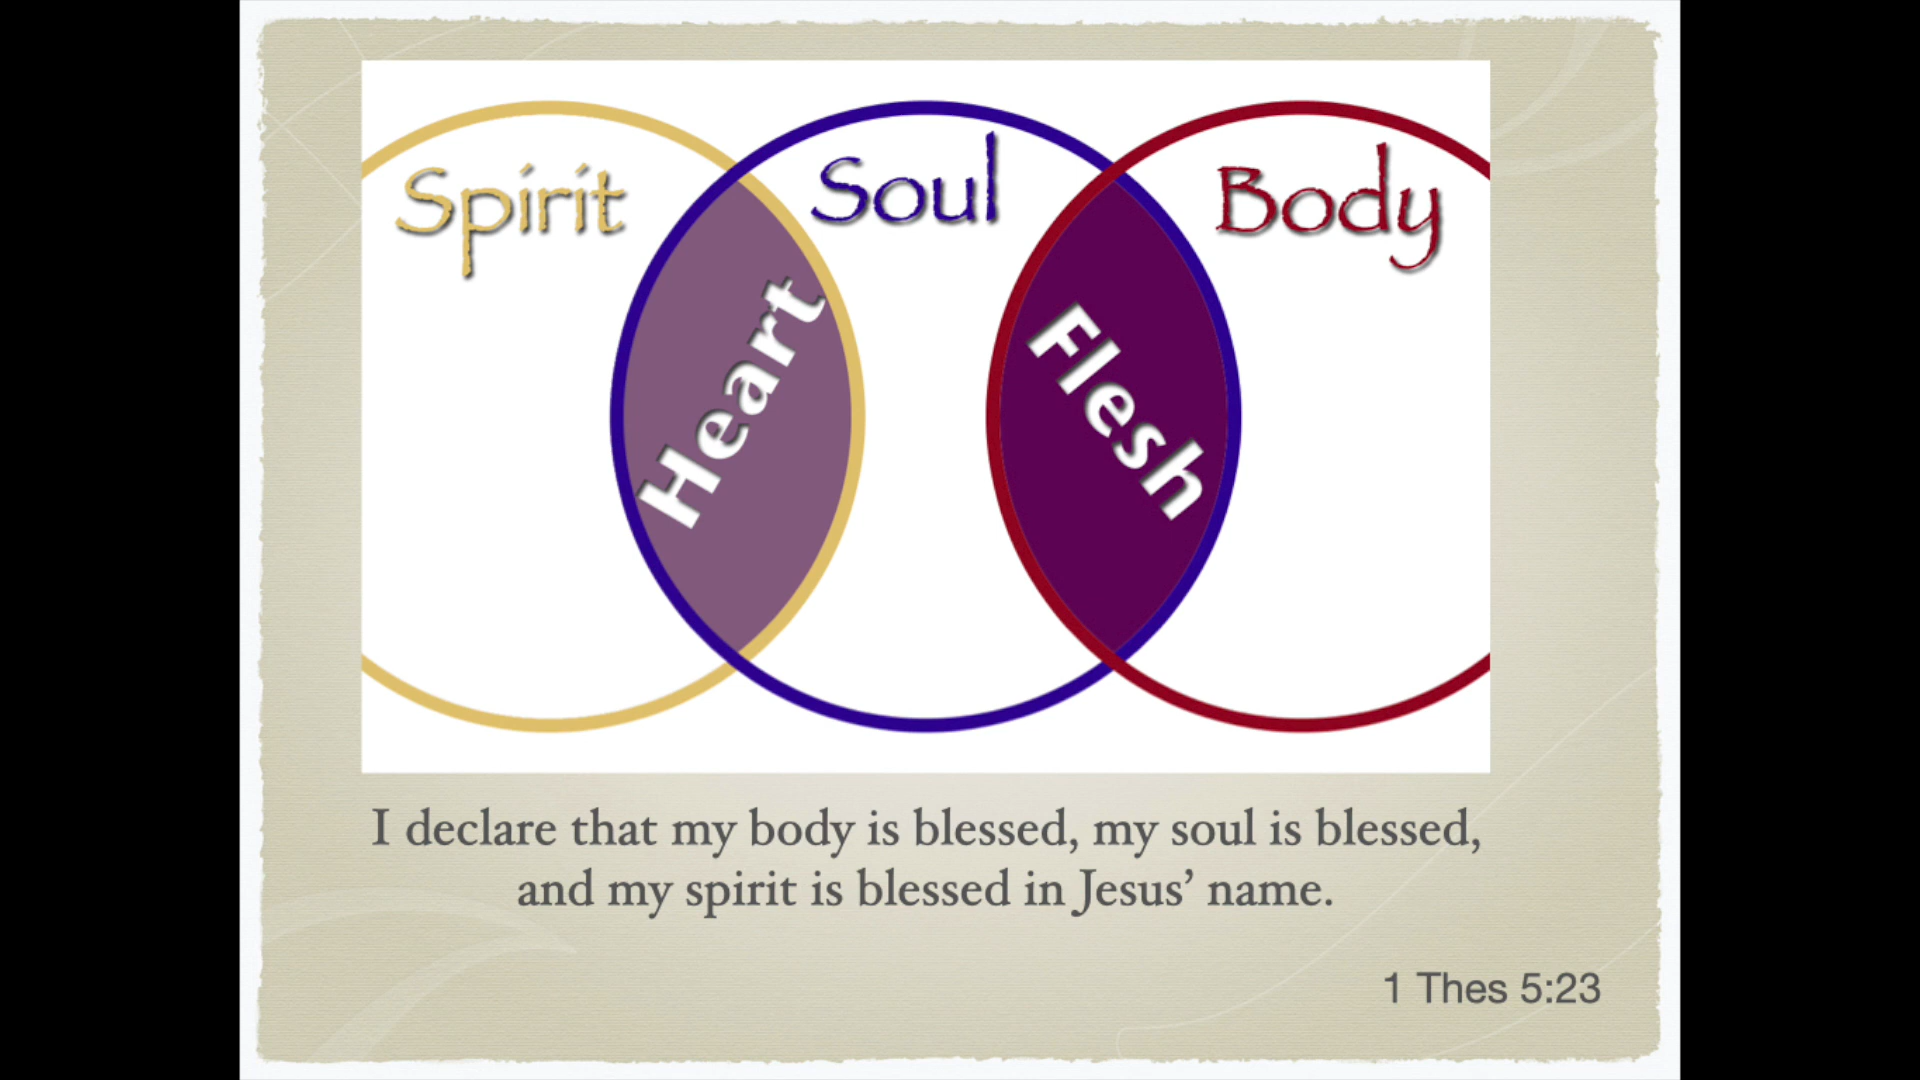 Spirit
Soul
Body
Heart
Flesh
I declare that my body is blessed, my soul is blessed,
and my spirit is blessed in Jesus’ name.
1 Thes 5:23